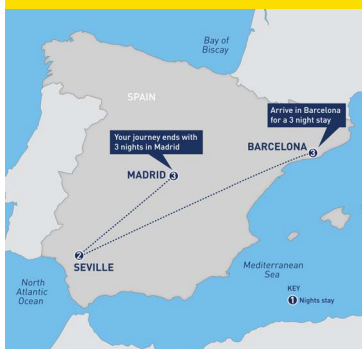 Bay of
Biscay
SPAIN
Arrive in Barcelona
for a 3 night stay
Your journey ends with
3 nights in Madrid
BARCELONA
3
MADRID
3
2
SEVILLE
North
Atlantic
Ocean
Mediterranean
Sea
KEY
1 Nights stay